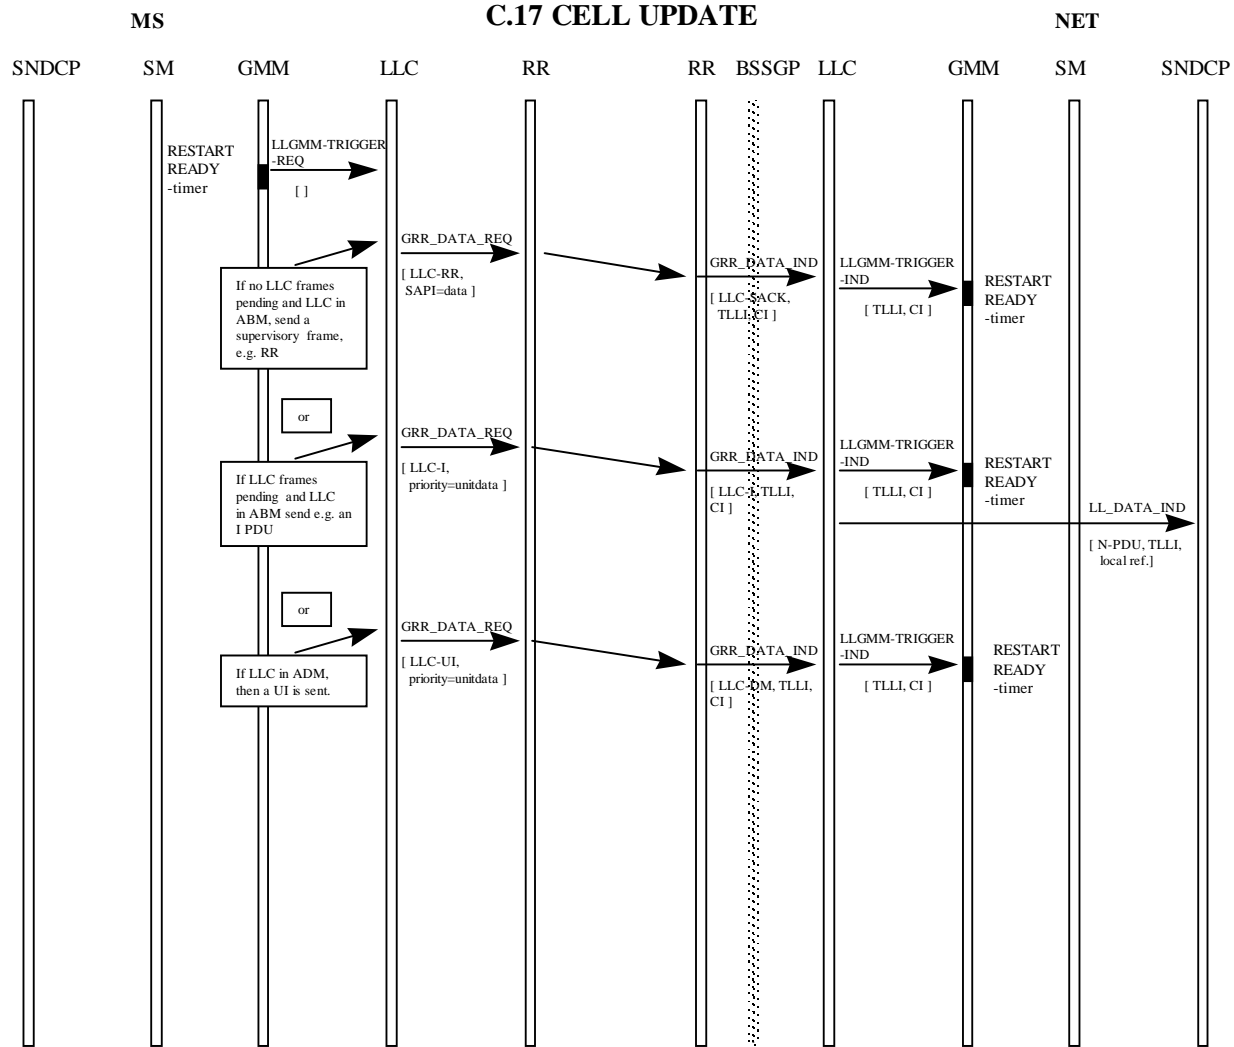 C.17 CELL UPDATE
MS
NET
SNDCP SM GMM LLC RR RR BSSGP LLC GMM SM SNDCP
RESTART
READY
-timer
LLGMM-TRIGGER
-REQ
[ ]
GRR_DATA_REQ
[ LLC-RR,
SAPI=data ]
GRR_DATA_IND
[ LLC-SACK,
TLLI, CI ]
LLGMM-TRIGGER
-IND
[ TLLI, CI ]
RESTART
READY
-timer
If no LLC frames
pending and LLC in
ABM, send a
supervisory frame,
e.g. RR
or
GRR_DATA_REQ
[ LLC-I,
priority=unitdata ]
GRR_DATA_IND
[ LLC-I, TLLI,
CI ]
LLGMM-TRIGGER
-IND
[ TLLI, CI ]
RESTART
READY
-timer
If LLC frames
pending and LLC
in ABM send e.g. an
I PDU
LL_DATA_IND
[ N-PDU, TLLI,
local ref.]
or
GRR_DATA_REQ
[ LLC-UI,
priority=unitdata ]
GRR_DATA_IND
[ LLC-DM, TLLI,
CI ]
LLGMM-TRIGGER
-IND
[ TLLI, CI ]
RESTART
READY
-timer
If LLC in ADM,
then a UI is sent.